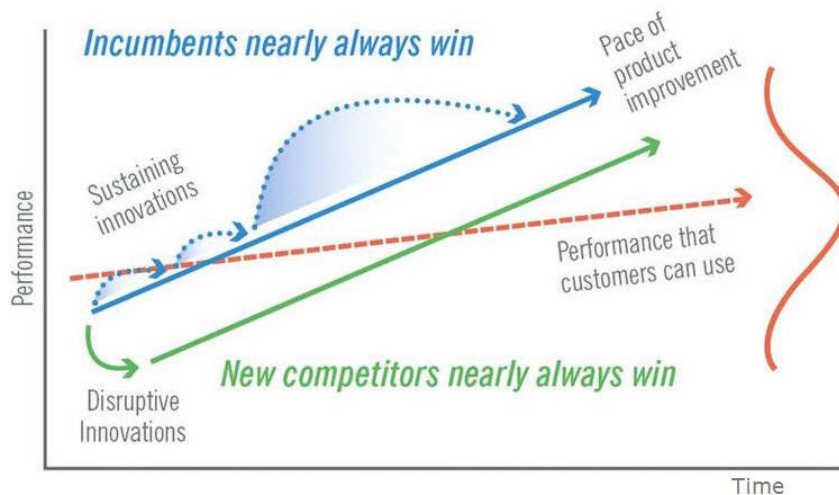 Incumbents nearly always win
Pace of
product
improvement
Sustaining
innovations
Performance
Performance that
customers can use
New competitors nearly always win
Disruptive
Innovations
Time